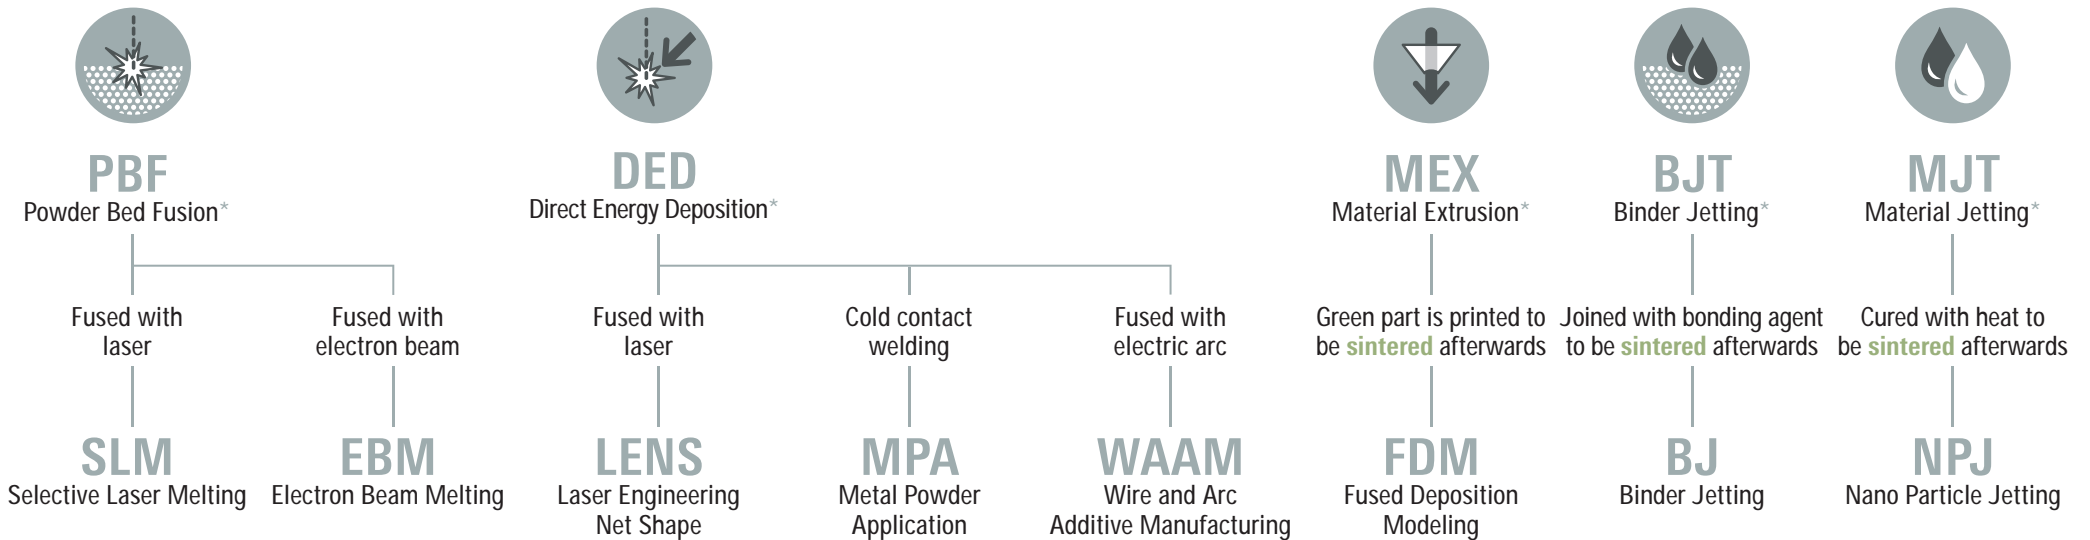 PBF
Powder Bed Fusion*
DED
Direct Energy Deposition*
MEX
Material Extrusion*
BJT
Binder Jetting*
MJT
Material Jetting*
Fused with
laser
Fused with
electron beam
Fused with
laser
Cold contact
welding
Fused with
electric arc
Green part is printed to
be sintered afterwards
Joined with bonding agent
to be sintered afterwards
Cured with heat to
be sintered afterwards
SLM
Selective Laser Melting
EBM
Electron Beam Melting
LENS
Laser Engineering
Net Shape
MPA
Metal Powder
Application
WAAM
Wire and Arc
Additive Manufacturing
FDM
Fused Deposition
Modeling
BJ
Binder Jetting
NPJ
Nano Particle Jetting